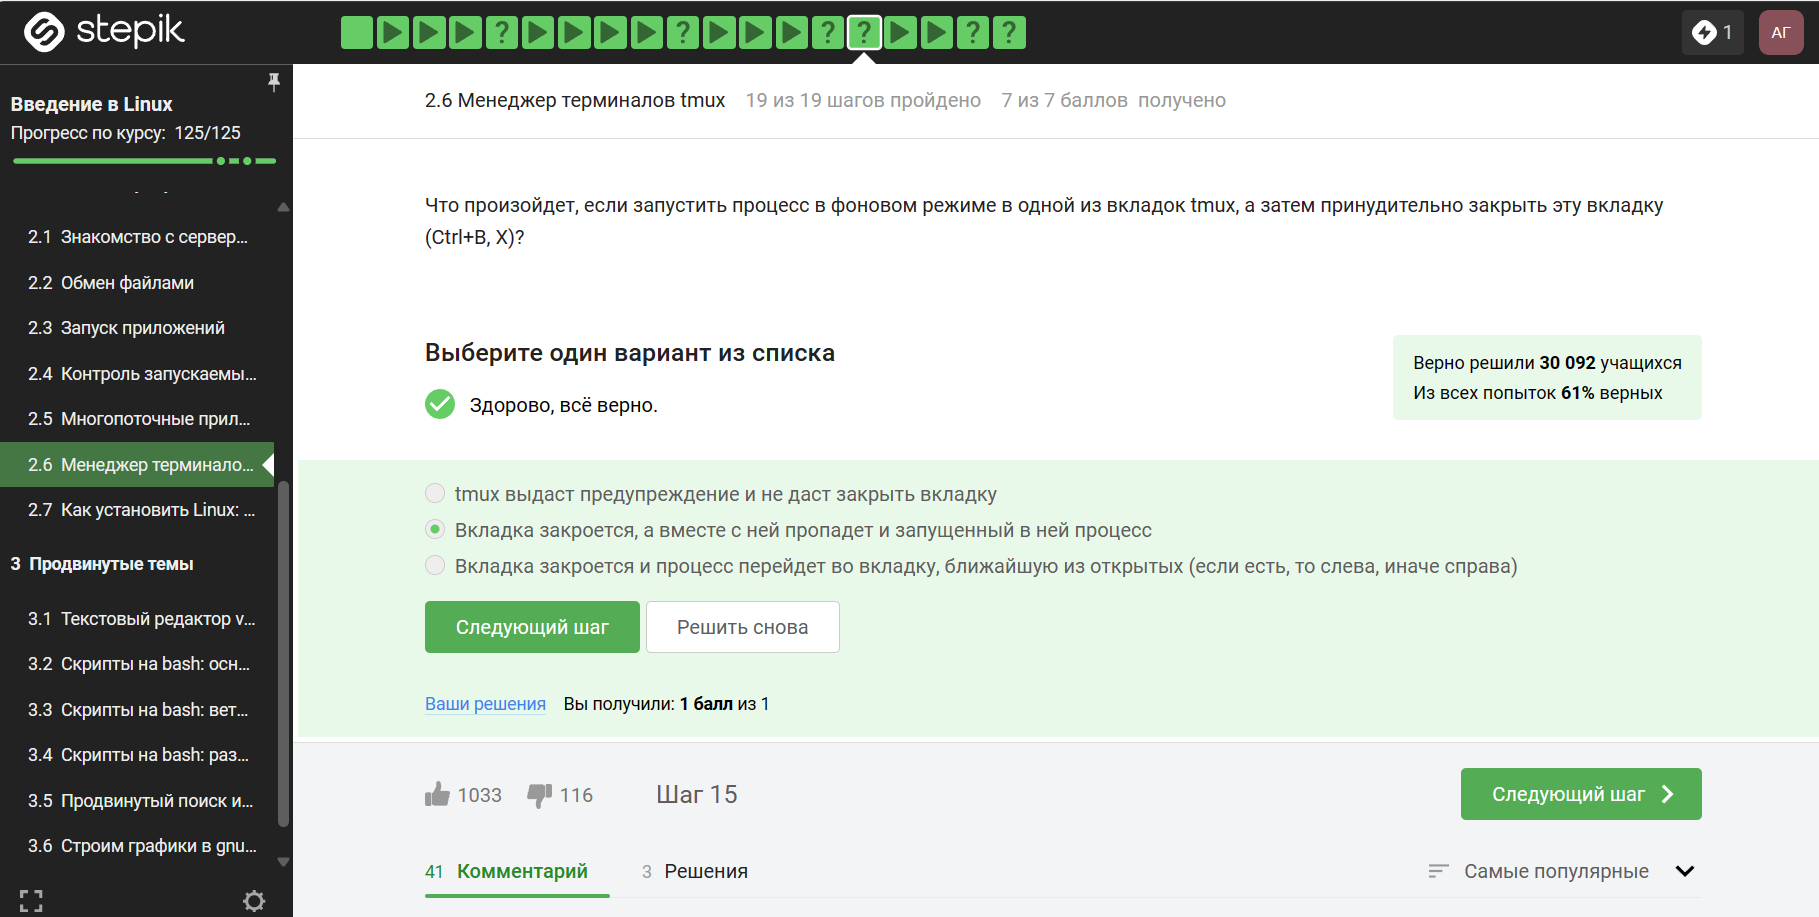 stepik
1
АГ
Введение в Linux
Прогресс по курсу: 125/125
2.1 Знакомство с сервер...
2.2 Обмен файлами
2.3 Запуск приложений
2.4 Контроль запускаемы...
2.5 Многопоточные прил...
2.6 Менеджер терминало...
2.7 Как установить Linux: ...
3 Продвинутые темы
3.1 Текстовый редактор v...
3.2 Скрипты на bash: осн...
3.3 Скрипты на bash: вет...
3.4 Скрипты на bash: раз...
3.5 Продвинутый поиск и...
3.6 Строим графики в gnu...
2.6 Менеджер терминалов tmux 19 из 19 шагов пройдено 7 из 7 баллов получено
Что произойдет, если запустить процесс в фоновом режиме в одной из вкладок tmux, а затем принудительно закрыть эту вкладку
(Ctrl+B, X)?
Выберите один вариант из списка
Здорово, всё верно.
Верно решили 30 092 учащихся
Из всех попыток 61% верных
tmux выдаст предупреждение и не даст закрыть вкладку
Вкладка закроется, а вместе с ней пропадет и запущенный в ней процесс
Вкладка закроется и процесс перейдет во вкладку, ближайшую из открытых (если есть, то слева, иначе справа)
Следующий шаг Решить снова
Ваши решения Вы получили: 1 балл из 1
1033 116 Шаг 15 Следующий шаг
41 Комментарий 3 Решения Самые популярные